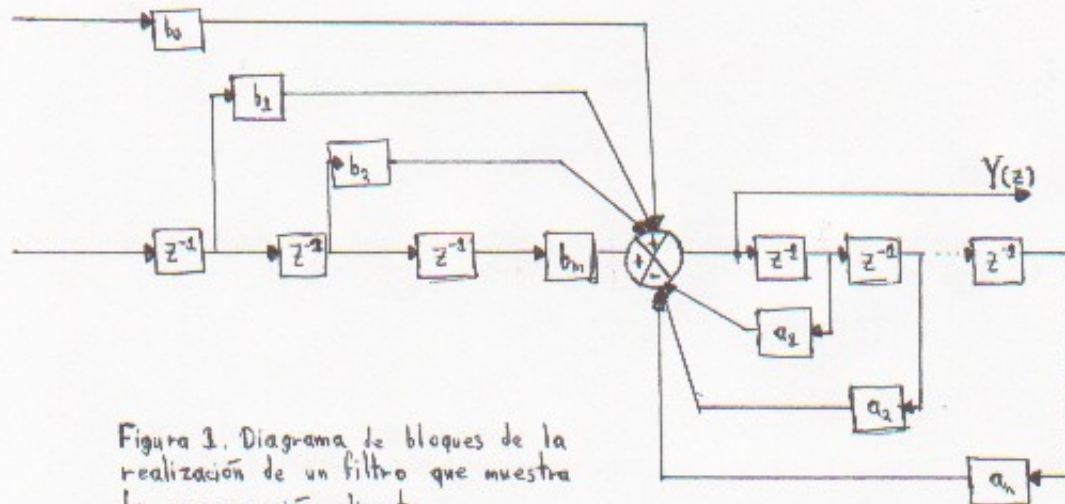 b₀
b₁
b₂
Y(z)
z⁻¹ z⁻¹ z⁻¹ bₘ + + - z⁻¹ z⁻¹ z⁻¹
a₁
a₂
aₙ
Figura 1. Diagrama de bloques de la
realización de un filtro que muestra